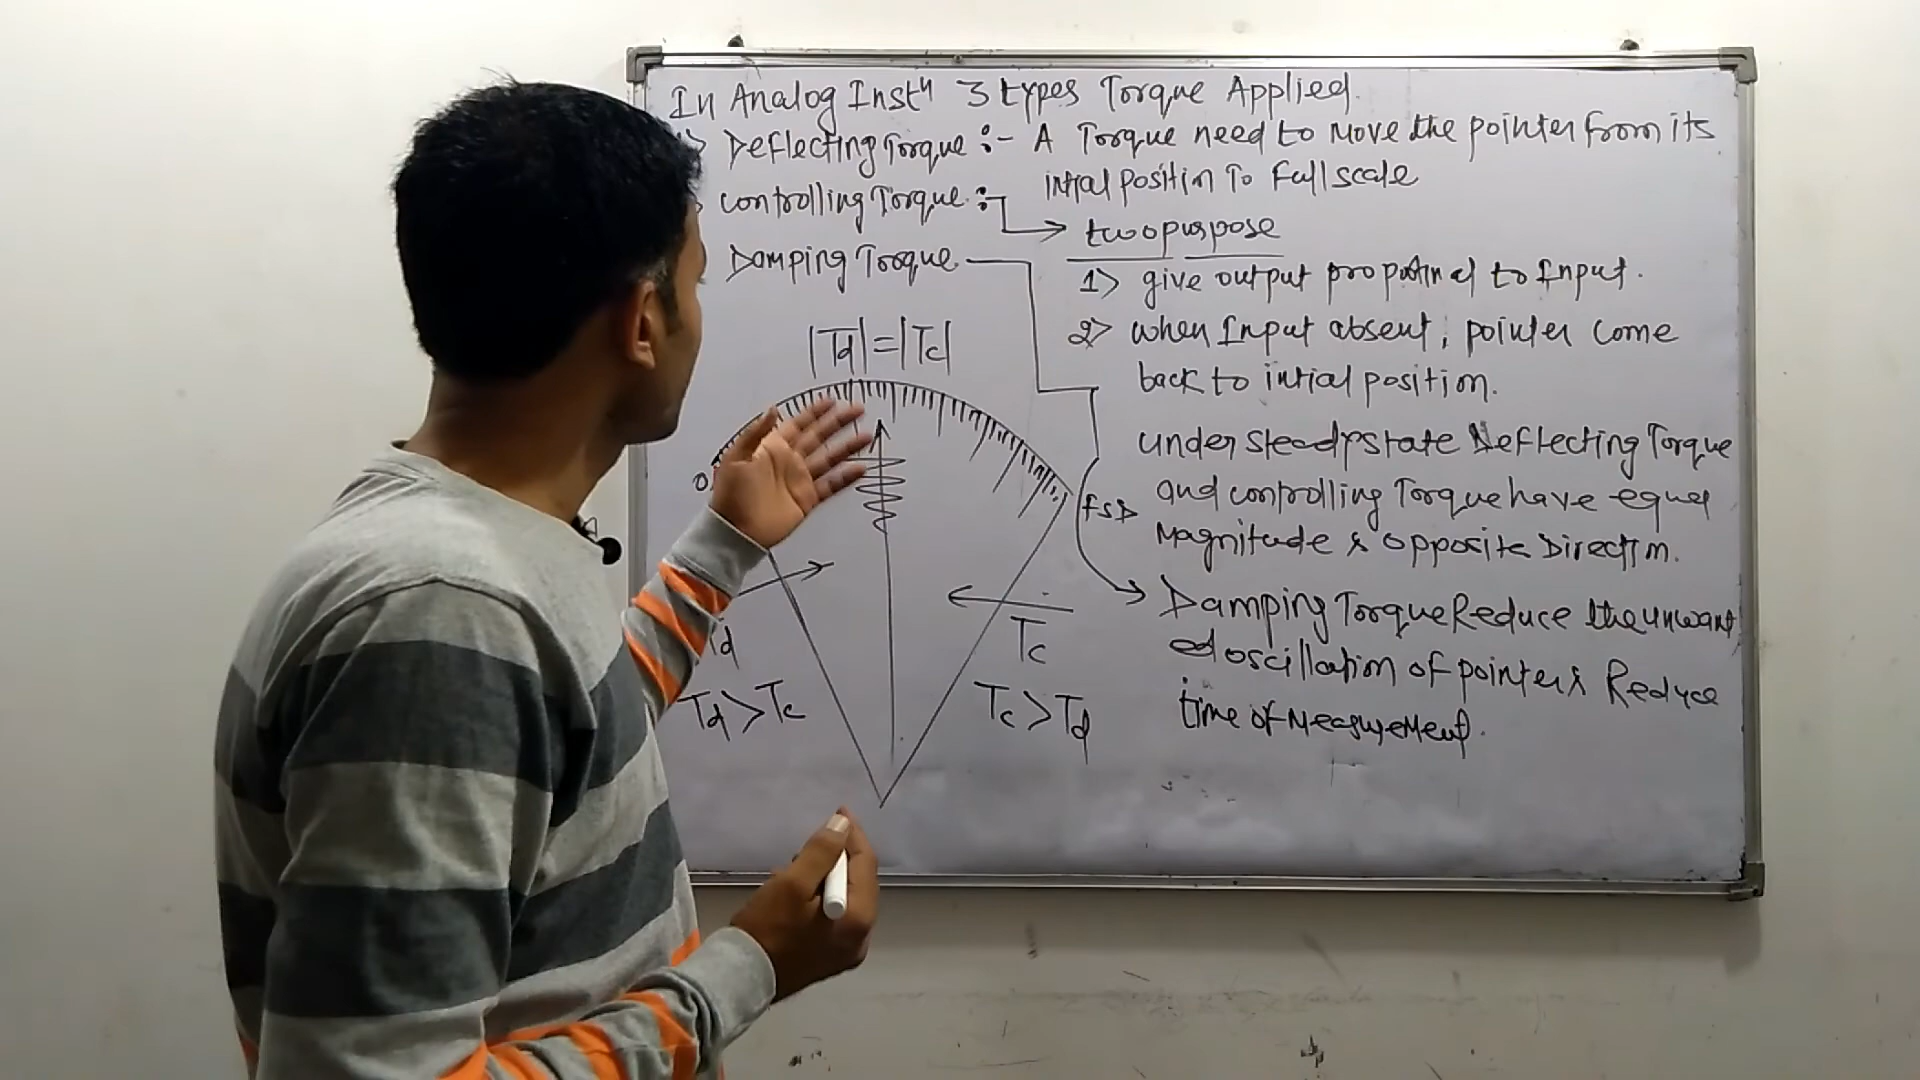 In Analog Instn 3 types Torque Applied.
Deflecting Torque :- A Torque need to Move the pointer from its
intial position To Full scale
controlling Torque :- two purpose
Damping Torque
1> give output propotinal to Input.
2> when Input absent, pointer come
back to intial position.
|Td| = |Tc|
under steady state Deflecting Torque
and controlling Torque have equal
Magnitude & opposite Direction.
0
FSD
Damping Torque Reduce the unwant
ed oscillation of pointer & Reduce
time of Measurement.
Td
Tc
Td > Tc
Tc > Td